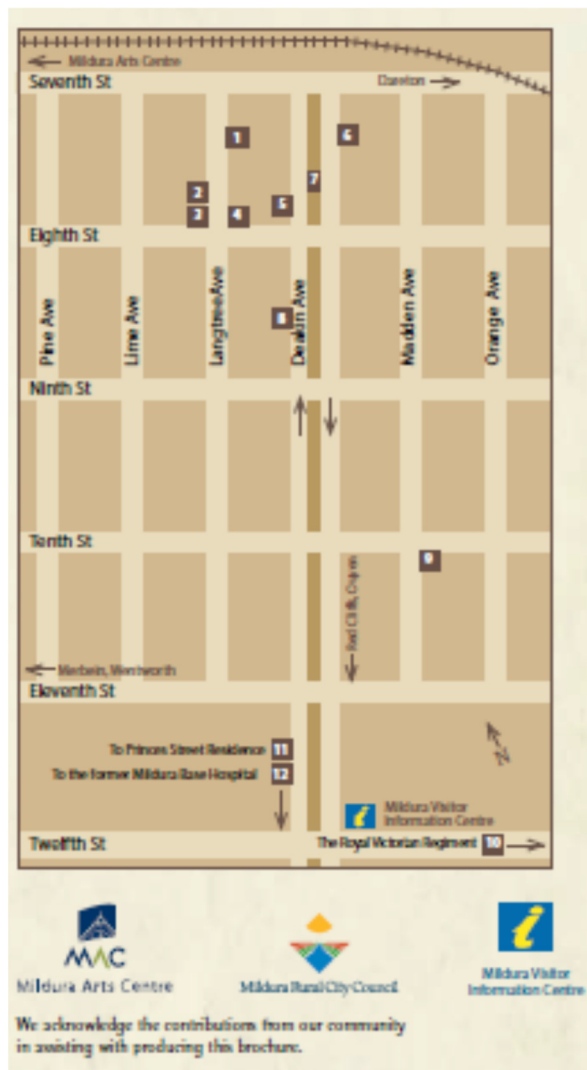 Mildura Arts Centre
Seventh St
Curlwaa
1
6
7
2
5
3
4
Eighth St
Pine Ave
Lime Ave
Langtree Ave
Deakin Ave
Madden Ave
Orange Ave
8
Ninth St
Tenth St
9
Red Cliffs, Ouyen
Merbein, Wentworth
Eleventh St
N
To Princes Street Residence 11
To the former Mildura Base Hospital 12
i
Mildura Visitor
Information Centre
Twelfth St
The Royal Victorian Regiment 10
MAC
Mildura Arts Centre
Mildura Rural City Council
i
Mildura Visitor
Information Centre
We acknowledge the contributions from our community
in assisting with producing this brochure.